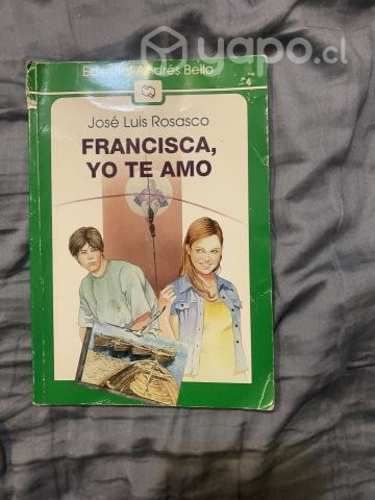 yapo.cl
Editorial Andrés Bello
José Luis Rosasco
FRANCISCA,
YO TE AMO